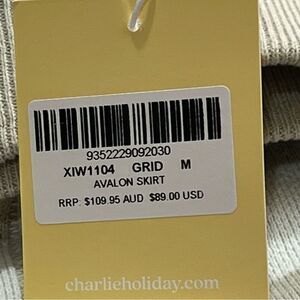 9352229092030
XIW1104 GRID M
AVALON SKIRT
RRP: $109.95 AUD $89.00 USD
charlieholiday.com